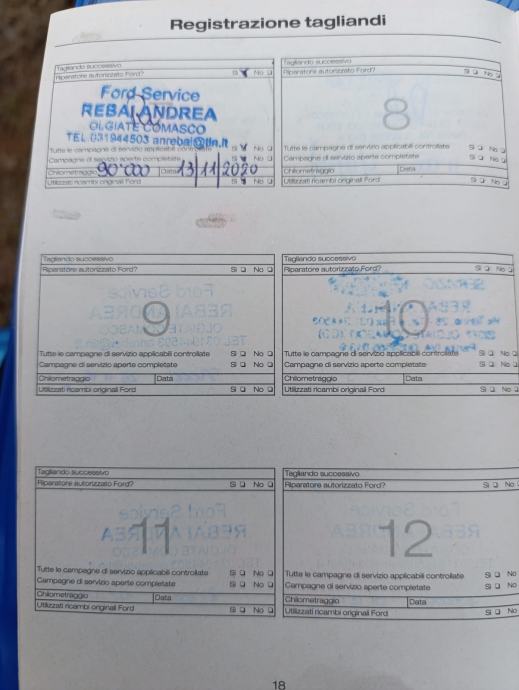 Registrazione tagliandi
Tagliando successivo
Riparatore autorizzato Ford? Sì No
Ford Service
REBAI ANDREA
OLGIATE COMASCO
TEL 031944503 anrebai@tin.it
Tutte le campagne di servizio applicabili controllate Sì No
Campagne di servizio aperte completate Sì No
Chilometraggio 90'000 Data 13/11/2020
Utilizzati ricambi originali Ford Sì No
Tagliando successivo
Riparatore autorizzato Ford? Sì No
8
Tutte le campagne di servizio applicabili controllate Sì No
Campagne di servizio aperte completate Sì No
Chilometraggio Data
Utilizzati ricambi originali Ford Sì No
Tagliando successivo
Riparatore autorizzato Ford? Sì No
9
Tutte le campagne di servizio applicabili controllate Sì No
Campagne di servizio aperte completate Sì No
Chilometraggio Data
Utilizzati ricambi originali Ford Sì No
Tagliando successivo
Riparatore autorizzato Ford? Sì No
10
Tutte le campagne di servizio applicabili controllate Sì No
Campagne di servizio aperte completate Sì No
Chilometraggio Data
Utilizzati ricambi originali Ford Sì No
Tagliando successivo
Riparatore autorizzato Ford? Sì No
11
Tutte le campagne di servizio applicabili controllate Sì No
Campagne di servizio aperte completate Sì No
Chilometraggio Data
Utilizzati ricambi originali Ford Sì No
Tagliando successivo
Riparatore autorizzato Ford? Sì No
12
Tutte le campagne di servizio applicabili controllate Sì No
Campagne di servizio aperte completate Sì No
Chilometraggio Data
Utilizzati ricambi originali Ford Sì No
18